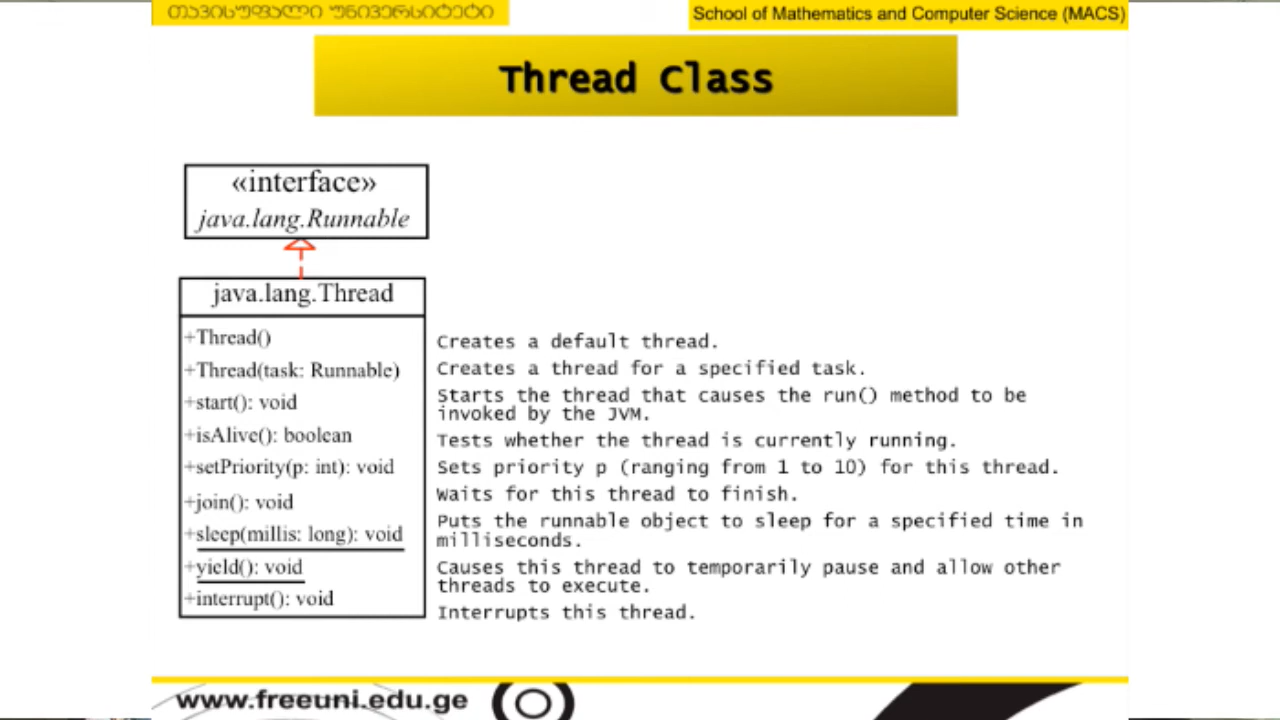 თავისუფალი უნივერსიტეტი
School of Mathematics and Computer Science (MACS)
Thread Class
«interface»
java.lang.Runnable
java.lang.Thread
+Thread()
+Thread(task: Runnable)
+start(): void
+isAlive(): boolean
+setPriority(p: int): void
+join(): void
+sleep(millis: long): void
+yield(): void
+interrupt(): void
Creates a default thread.
Creates a thread for a specified task.
Starts the thread that causes the run() method to be
invoked by the JVM.
Tests whether the thread is currently running.
Sets priority p (ranging from 1 to 10) for this thread.
Waits for this thread to finish.
Puts the runnable object to sleep for a specified time in
milliseconds.
Causes this thread to temporarily pause and allow other
threads to execute.
Interrupts this thread.
www.freeuni.edu.ge